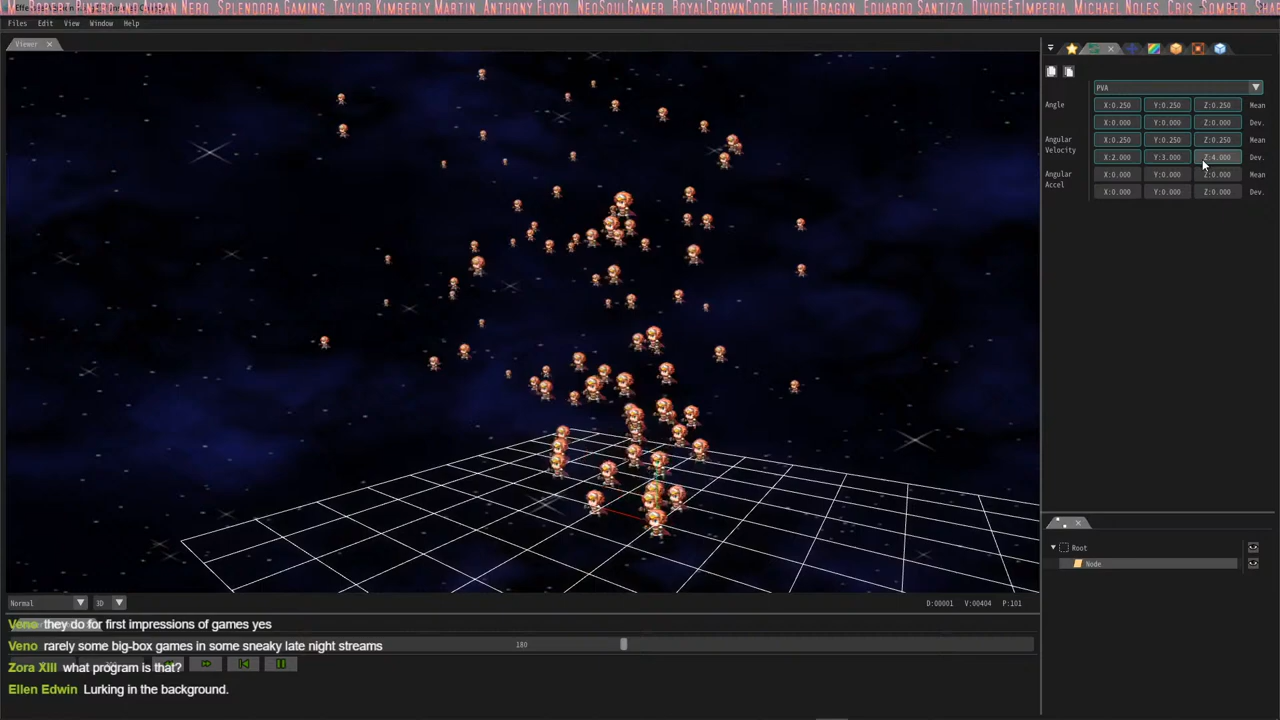 Nero Splendora Gaming Taylor Kimberly Martin Anthony Floyd NeoSoulGamer RoyalCrownCode Blue Dragon Eduardo Santizo DivideEtImperia Michael Noles Cris Somber
Files Edit View Window Help
Viewer
PVA
Angle X:0.250 Y:0.250 Z:0.250 Mean
X:0.000 Y:0.000 Z:0.000 Dev.
Angular Velocity X:0.250 Y:0.250 Z:0.250 Mean
X:2.000 Y:3.000 Z:4.000 Dev.
Angular Accel X:0.000 Y:0.000 Z:0.000 Mean
X:0.000 Y:0.000 Z:0.000 Dev.
Root
Node
Normal 3D D:00001 V:00404 P:101
Veno they do for first impressions of games yes
Veno rarely some big-box games in some sneaky late night streams
180
Zora XIII what program is that?
Ellen Edwin Lurking in the background.